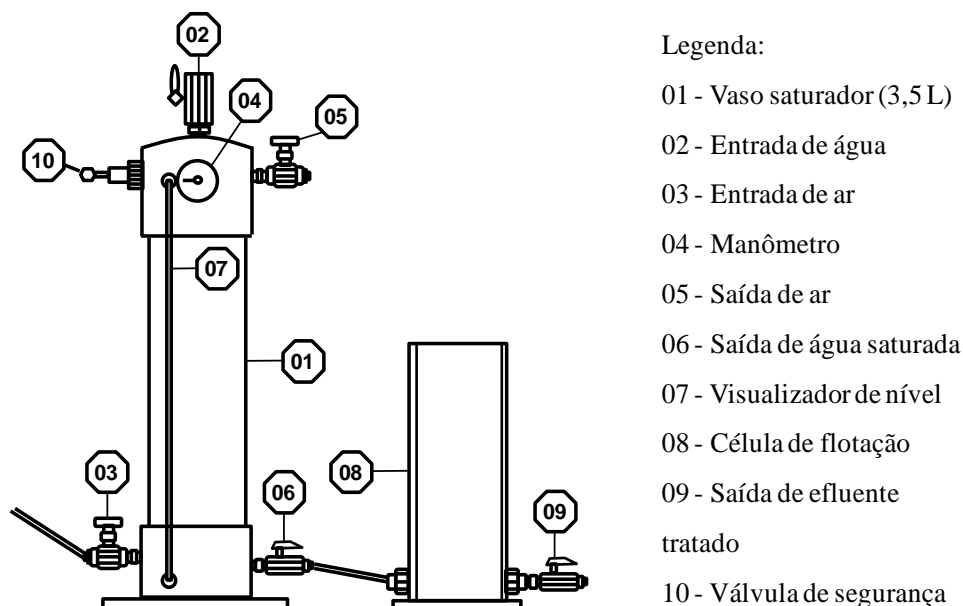 02
04
05
10
07
01
03
06
08
09
Legenda:
01 - Vaso saturador (3,5 L)
02 - Entrada de água
03 - Entrada de ar
04 - Manômetro
05 - Saída de ar
06 - Saída de água saturada
07 - Visualizador de nível
08 - Célula de flotação
09 - Saída de efluente
tratado
10 - Válvula de segurança